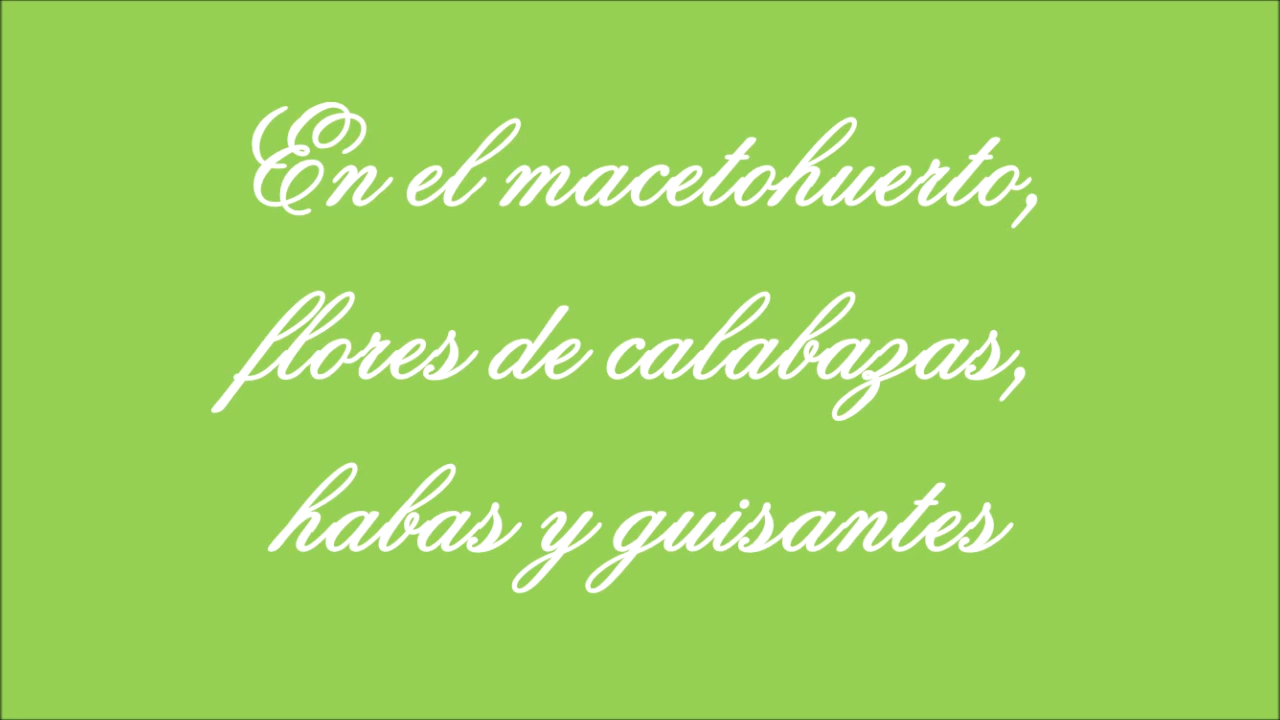 En el macetohuerto,
flores de calabazas,
habas y guisantes